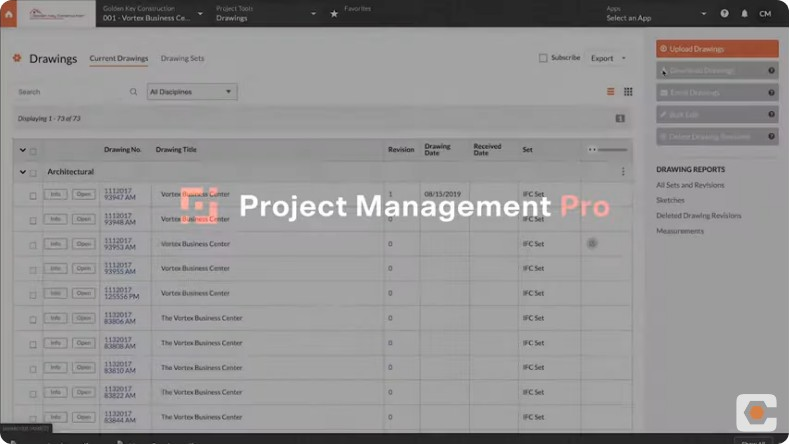 Golden Key Construction
001 - Vortex Business Ce...
Project Tools
Drawings
Favorites
Apps
Select an App
CM
Drawings
Current Drawings
Drawing Sets
Subscribe
Export
Upload Drawings
Download Drawings
Email Drawings
Bulk Edit
Delete Drawing Revisions
Search
All Disciplines
Displaying 1 - 73 of 73
1
Drawing No.
Drawing Title
Revision
Drawing Date
Received Date
Set
Architectural
Info Open 1112017 93947 AM Vortex Business Center 1 08/15/2019 IFC Set
Info Open 1112017 93948 AM Vortex Business Center 0 IFC Set
Info Open 1112017 93953 AM Vortex Business Center 0 IFC Set
Info Open 1132017 93955 AM Vortex Business Center 0 IFC Set
Info Open 1112017 125556 PM Vortex Business Center 0 IFC Set
Info Open 1132017 83806 AM The Vortex Business Center 0 IFC Set
Info Open 1132017 83808 AM The Vortex Business Center 0 IFC Set
Info Open 1132017 83810 AM The Vortex Business Center 0 IFC Set
Info Open 1132017 83822 AM The Vortex Business Center 0 IFC Set
Info Open 1132017 83844 AM The Vortex Business Center 0 IFC Set
Project Management Pro
DRAWING REPORTS
All Sets and Revisions
Sketches
Deleted Drawing Revisions
Measurements